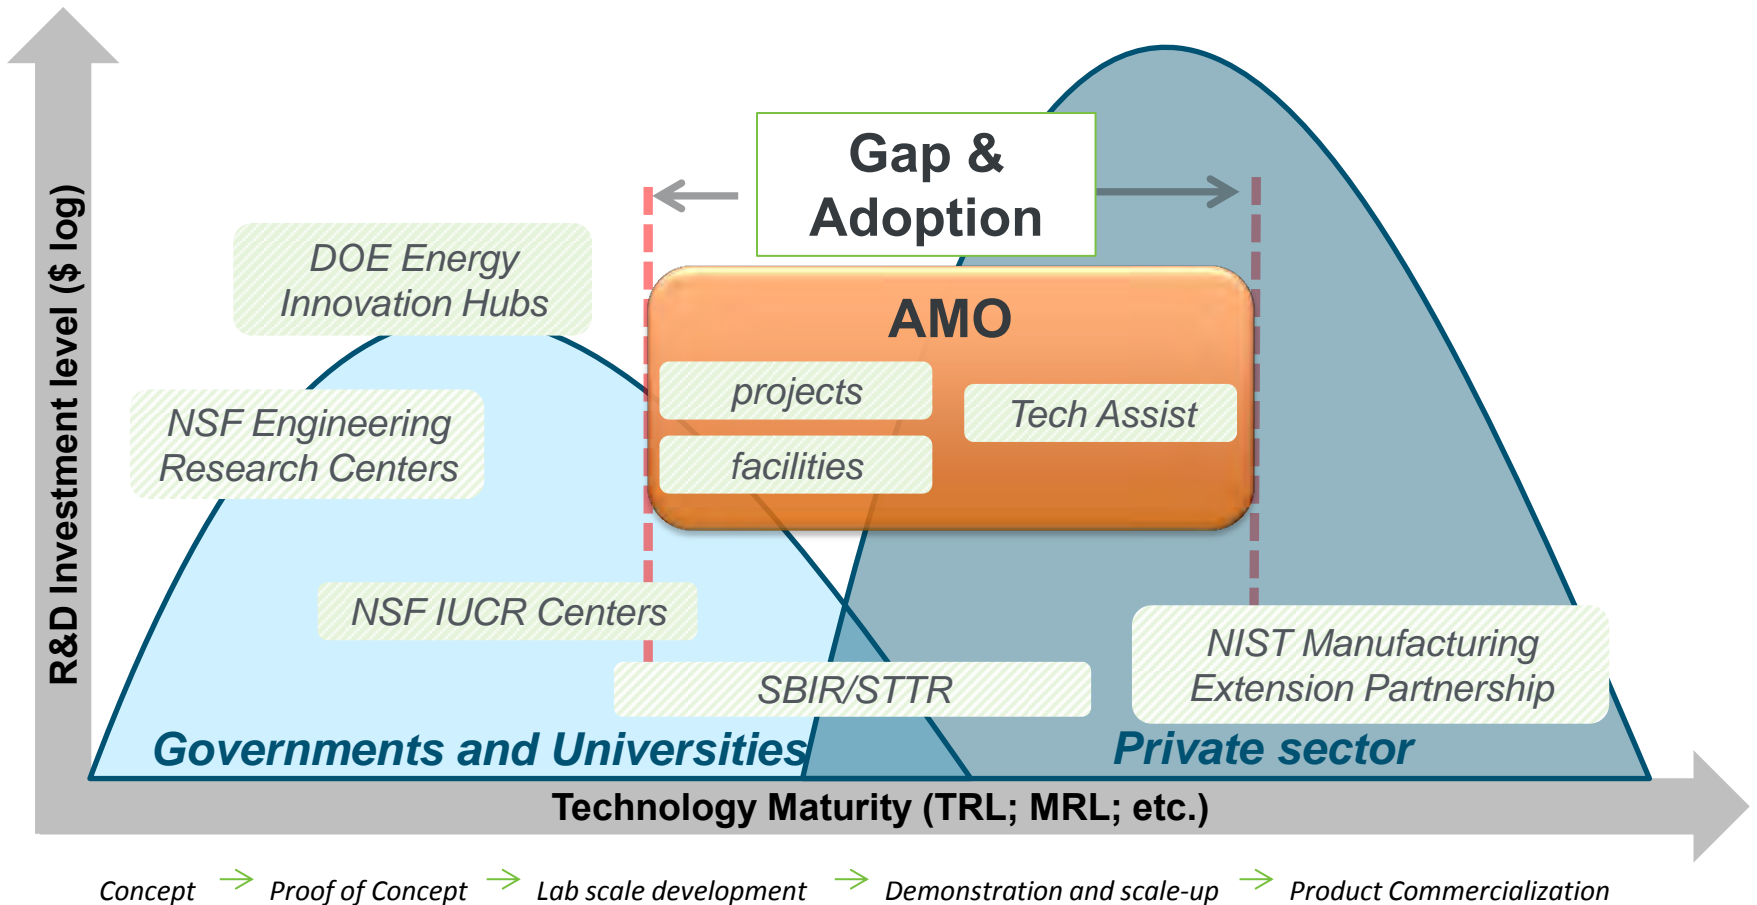 R&D Investment level ($ log)
Gap &
Adoption
DOE Energy
Innovation Hubs
AMO
projects
Tech Assist
facilities
NSF Engineering
Research Centers
NSF IUCR Centers
SBIR/STTR
NIST Manufacturing
Extension Partnership
Governments and Universities
Private sector
Technology Maturity (TRL; MRL; etc.)
Concept → Proof of Concept → Lab scale development → Demonstration and scale-up → Product Commercialization